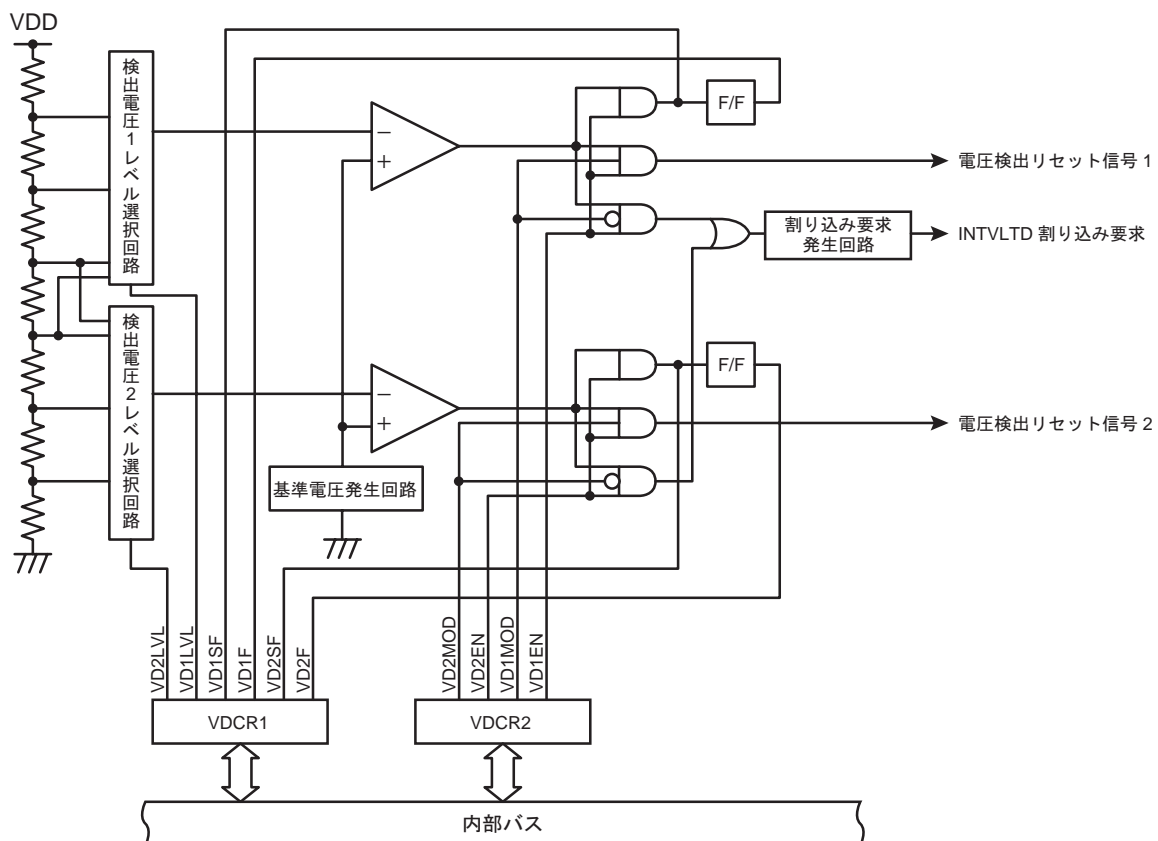 VDD
検出電圧1レベル選択回路
F/F
電圧検出リセット信号 1
割り込み要求
発生回路
INTVLTD 割り込み要求
検出電圧2レベル選択回路
F/F
電圧検出リセット信号 2
基準電圧発生回路
VD2LVL
VD1LVL
VD1SF
VD1F
VD2SF
VD2F
VD2MOD
VD2EN
VD1MOD
VD1EN
VDCR1
VDCR2
内部バス